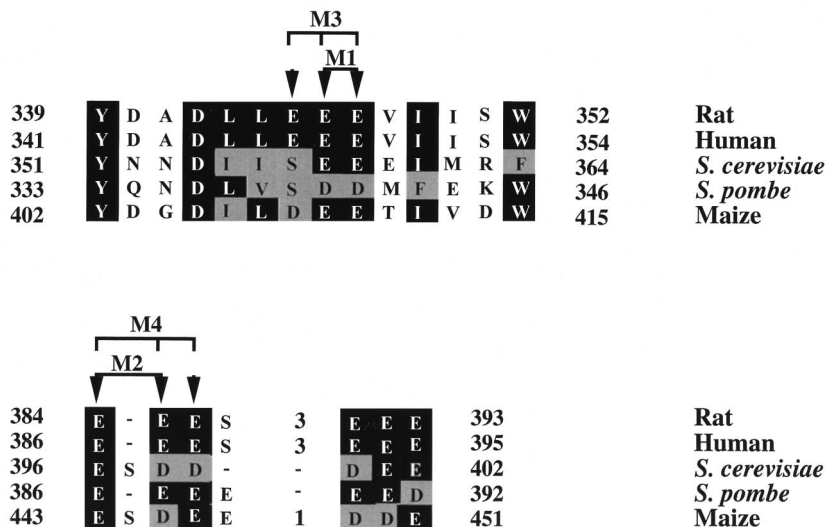 M3
M1
339 Y D A D L L E E E V I I S W 352 Rat
341 Y D A D L L E E E V I I S W 354 Human
351 Y N N D I I S E E E I M R F 364 S. cerevisiae
333 Y Q N D L V S D D M F E K W 346 S. pombe
402 Y D G D I L D E E T I V D W 415 Maize
M4
M2
384 E - E E S 3 E E E 393 Rat
386 E - E E S 3 E E E 395 Human
396 E S D D - - D E E 402 S. cerevisiae
386 E - E E E - E E D 392 S. pombe
443 E S D E E 1 D D E 451 Maize